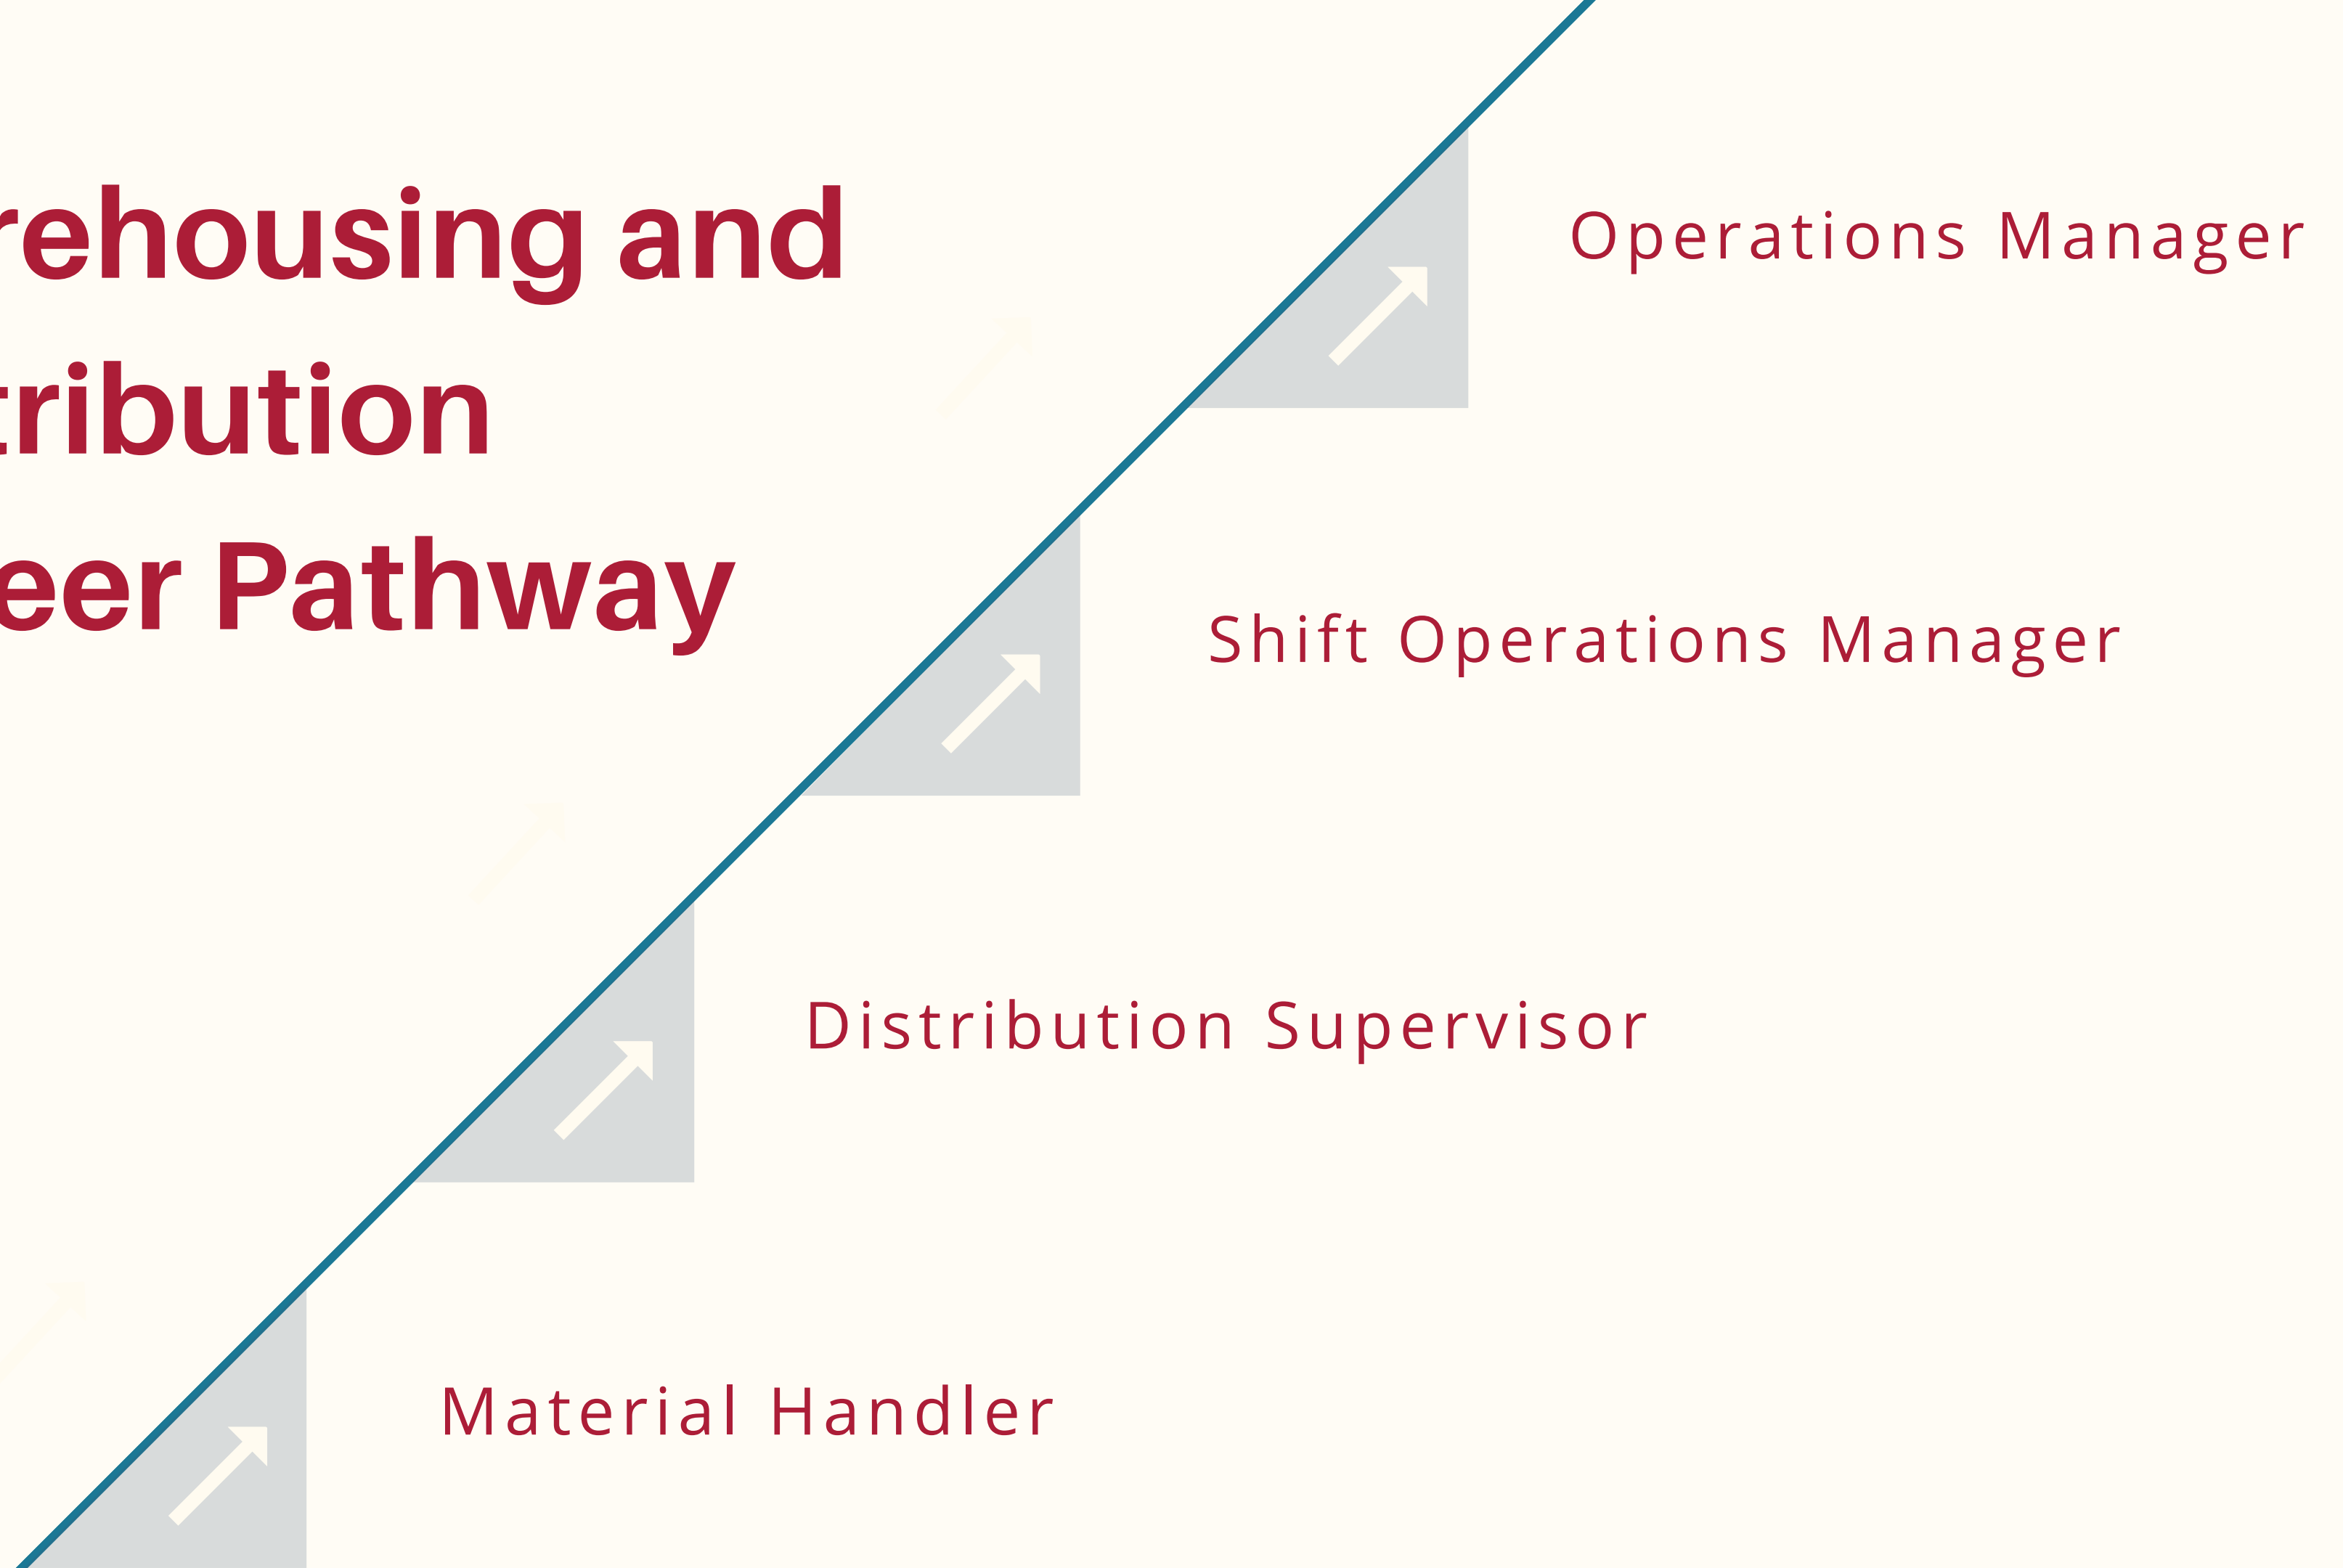 rehousing and
tribution
eer Pathway
Operations Manager
Shift Operations Manager
Distribution Supervisor
Material Handler